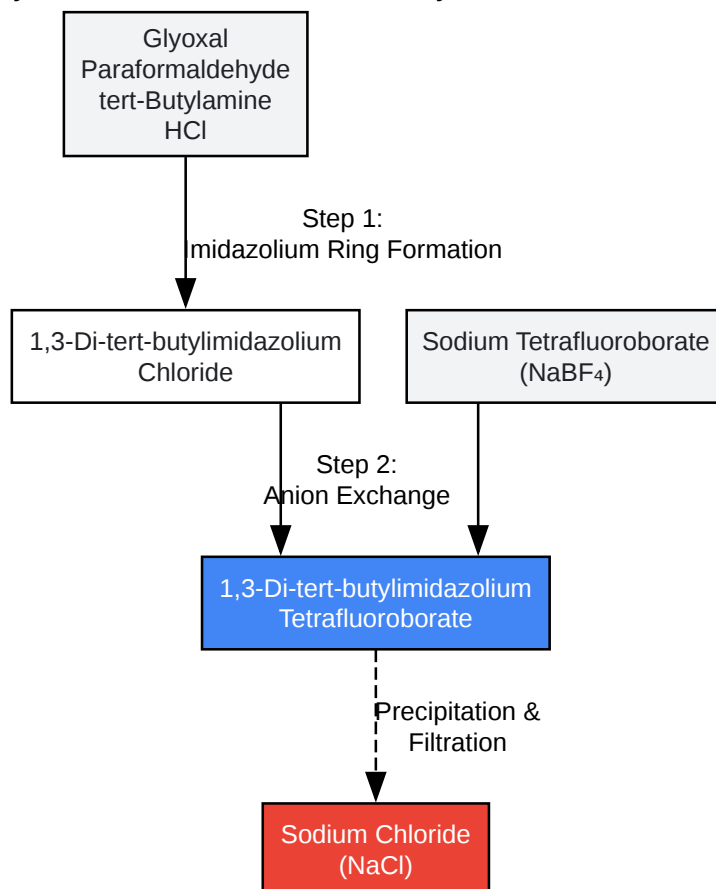 Glyoxal
Paraformaldehyde
tert-Butylamine
HCl
Step 1:
Imidazolium Ring Formation
1,3-Di-tert-butylimidazolium
Chloride
Sodium Tetrafluoroborate
(NaBF₄)
Step 2:
Anion Exchange
1,3-Di-tert-butylimidazolium
Tetrafluoroborate
Precipitation &
Filtration
Sodium Chloride
(NaCl)